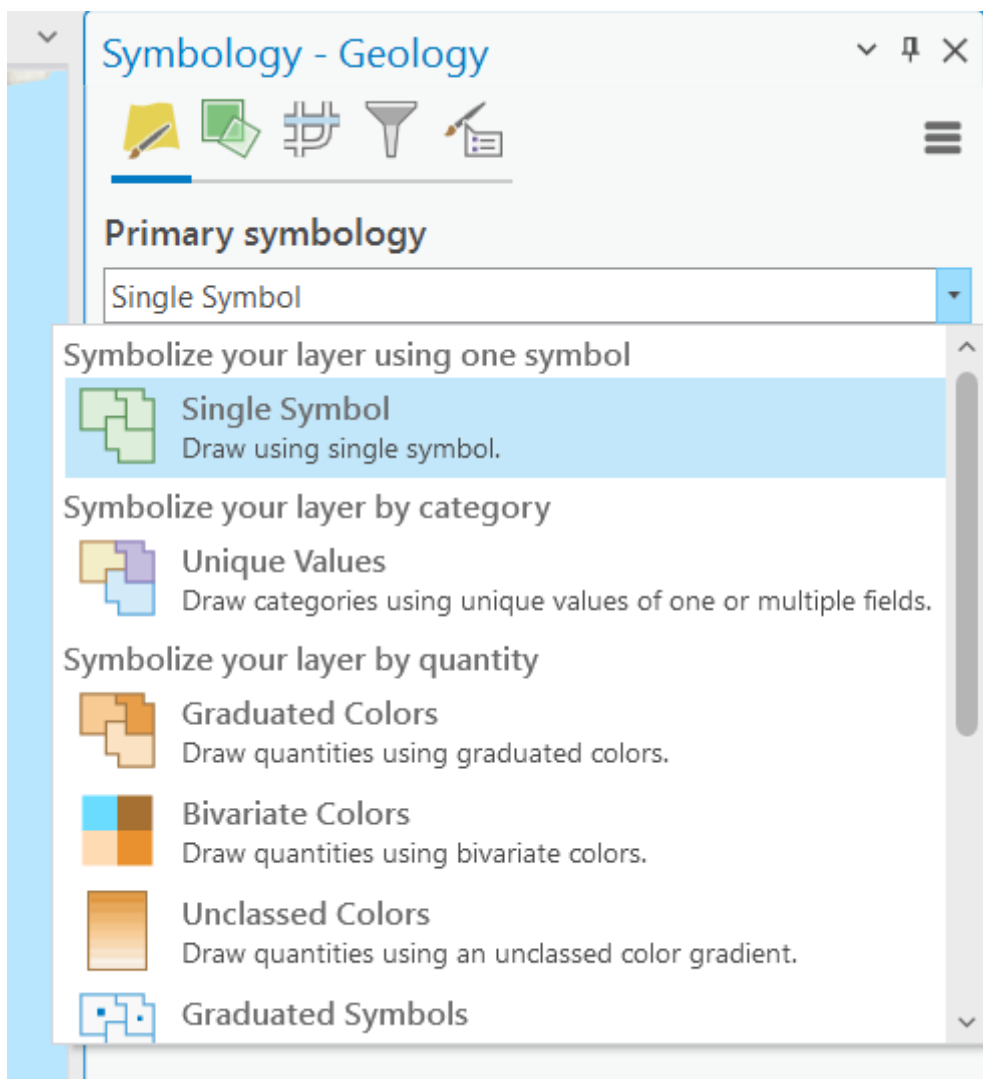 Symbology - Geology
Primary symbology
Single Symbol
Symbolize your layer using one symbol
Single Symbol
Draw using single symbol.
Symbolize your layer by category
Unique Values
Draw categories using unique values of one or multiple fields.
Symbolize your layer by quantity
Graduated Colors
Draw quantities using graduated colors.
Bivariate Colors
Draw quantities using bivariate colors.
Unclassed Colors
Draw quantities using an unclassed color gradient.
Graduated Symbols